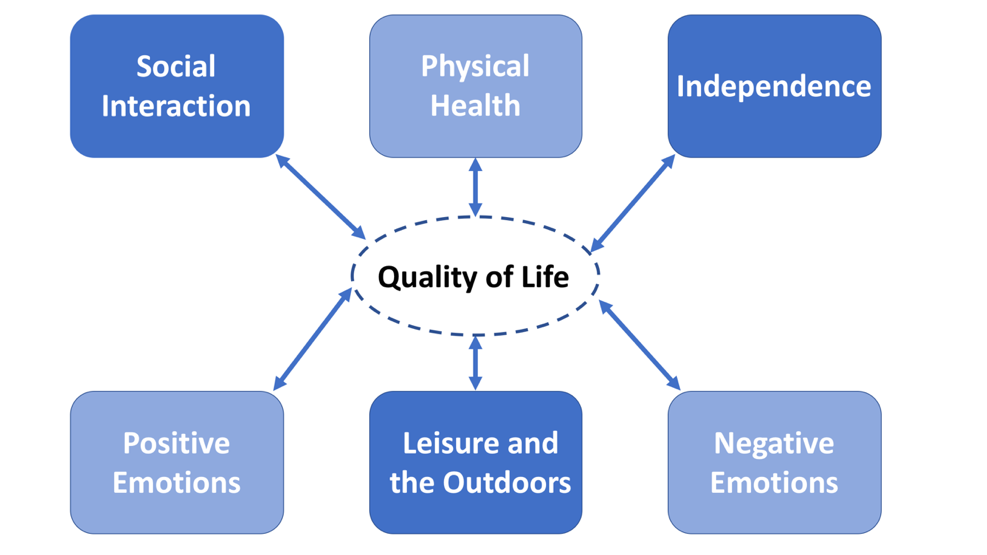 Social
Interaction
Physical
Health
Independence
Quality of Life
Positive
Emotions
Leisure and
the Outdoors
Negative
Emotions